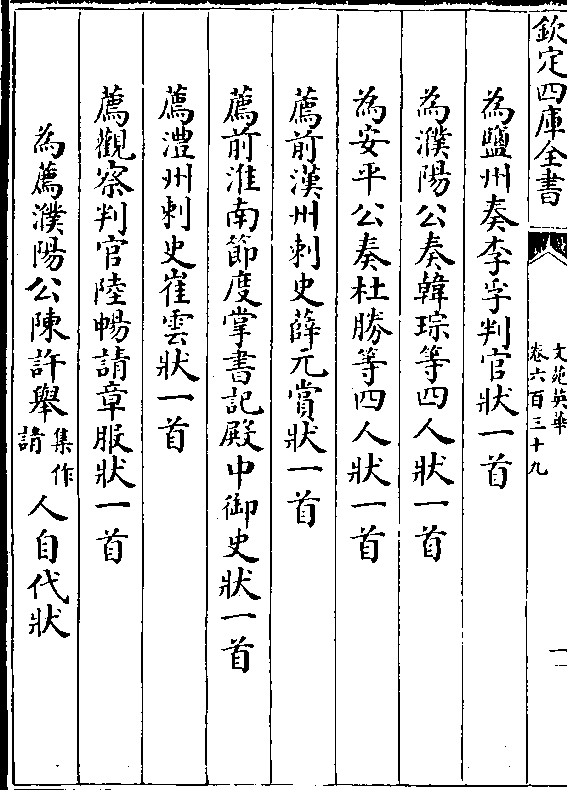 欽定四庫全書
文苑英華
卷六百三十九
為鹽州奏李孚判官狀一首
為濮陽公奏韓琮等四人狀一首
為安平公奏杜勝等四人狀一首
薦前漢州刺史薛元賞狀一首
薦前淮南節度掌書記殿中御史狀一首
薦澧州刺史崔雲狀一首
薦觀察判官陸暢請章服狀一首
為薦濮陽公陳許舉集作請人自代狀